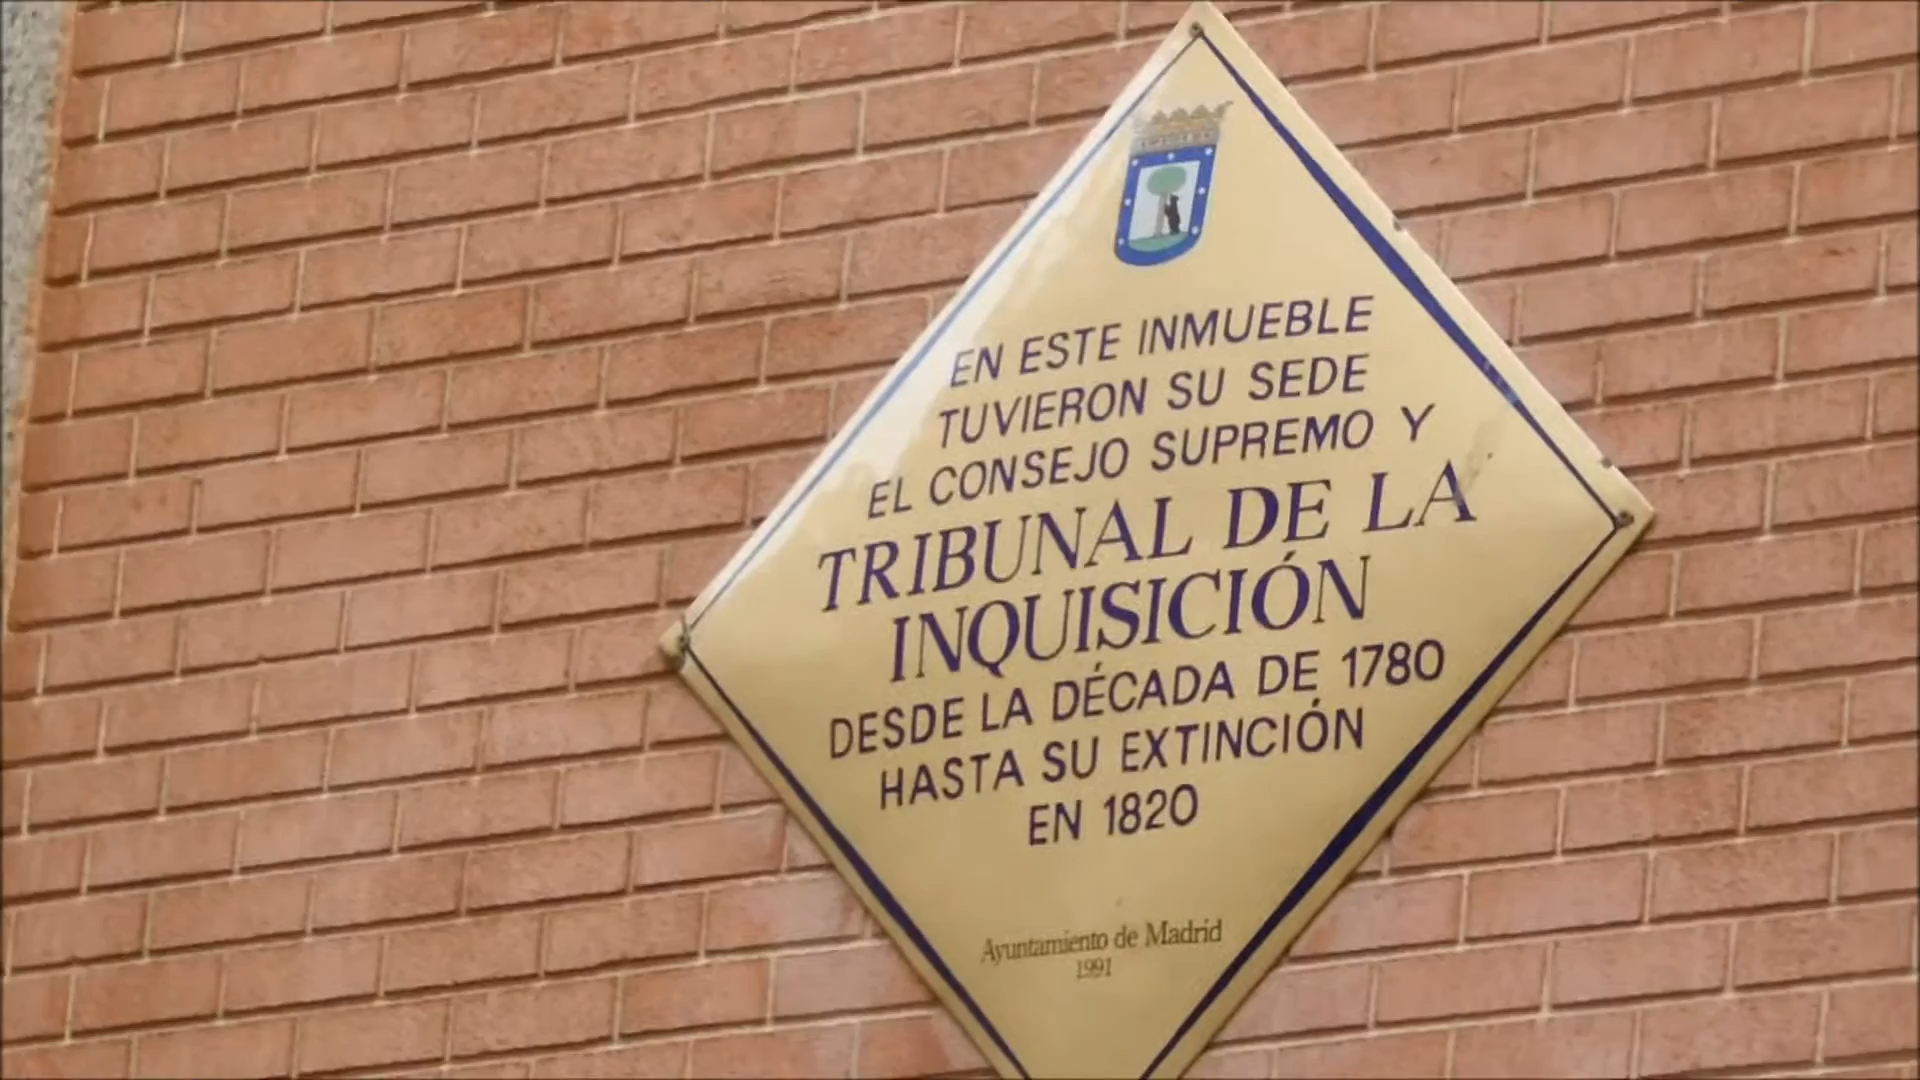 EN ESTE INMUEBLE
TUVIERON SU SEDE
EL CONSEJO SUPREMO Y
TRIBUNAL DE LA
INQUISICIÓN
DESDE LA DÉCADA DE 1780
HASTA SU EXTINCIÓN
EN 1820
Ayuntamiento de Madrid
1991